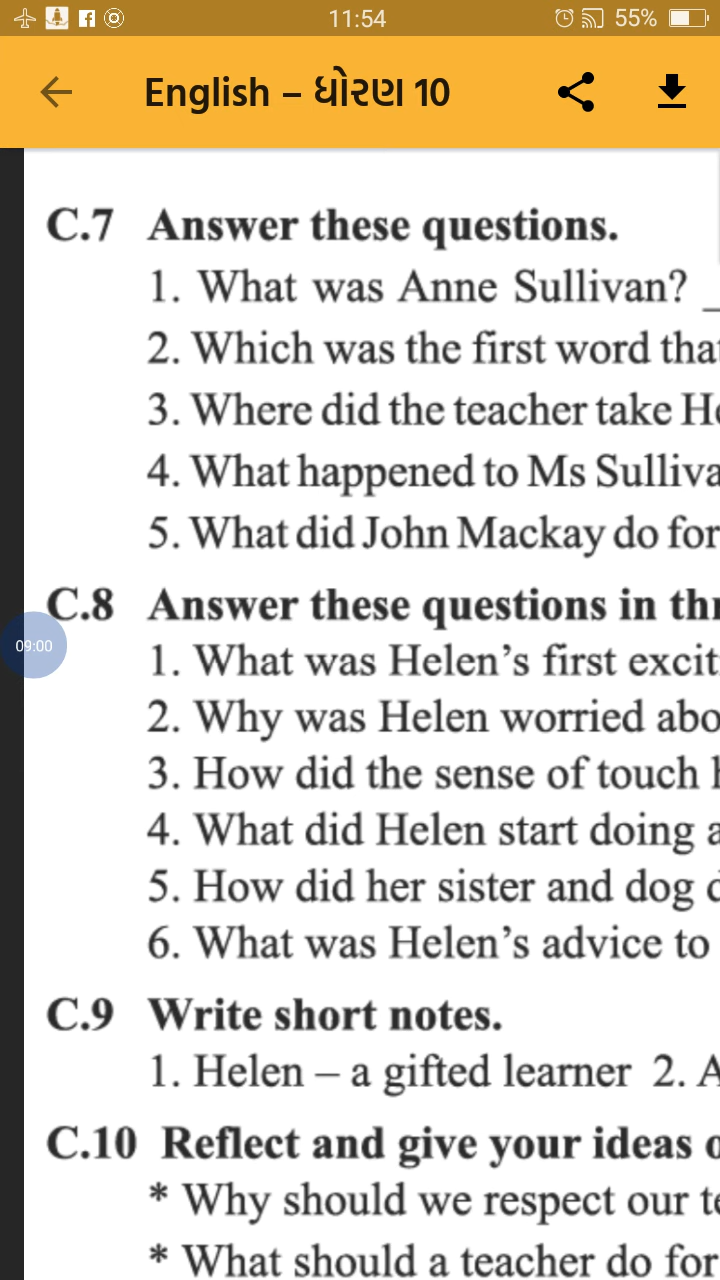 11:54
55%
English – ધોરણ 10
C.7 Answer these questions.
1. What was Anne Sullivan?
2. Which was the first word
3. Where did the teacher take
4. What happened to Ms
5. What did John Mackay do for
C.8 Answer these questions in
09:00
1. What was Helen's first
2. Why was Helen worried
3. How did the sense of touch
4. What did Helen start doing
5. How did her sister and dog
6. What was Helen's advice to
C.9 Write short notes.
1. Helen – a gifted learner 2.
C.10 Reflect and give your ideas
* Why should we respect our
* What should a teacher do for